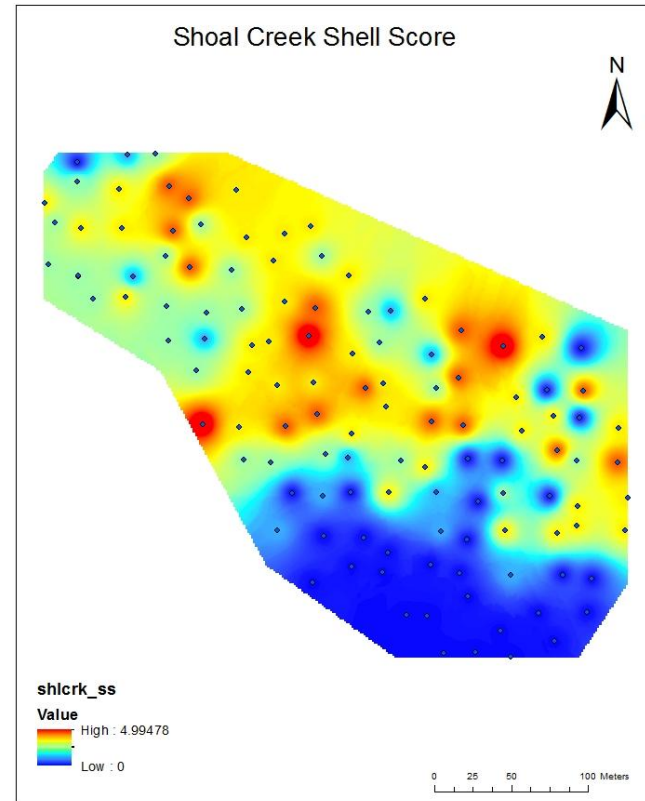 Shoal Creek Shell Score
N
shlcrk_ss
Value
High : 4.99478
Low : 0
0 25 50 100 Meters